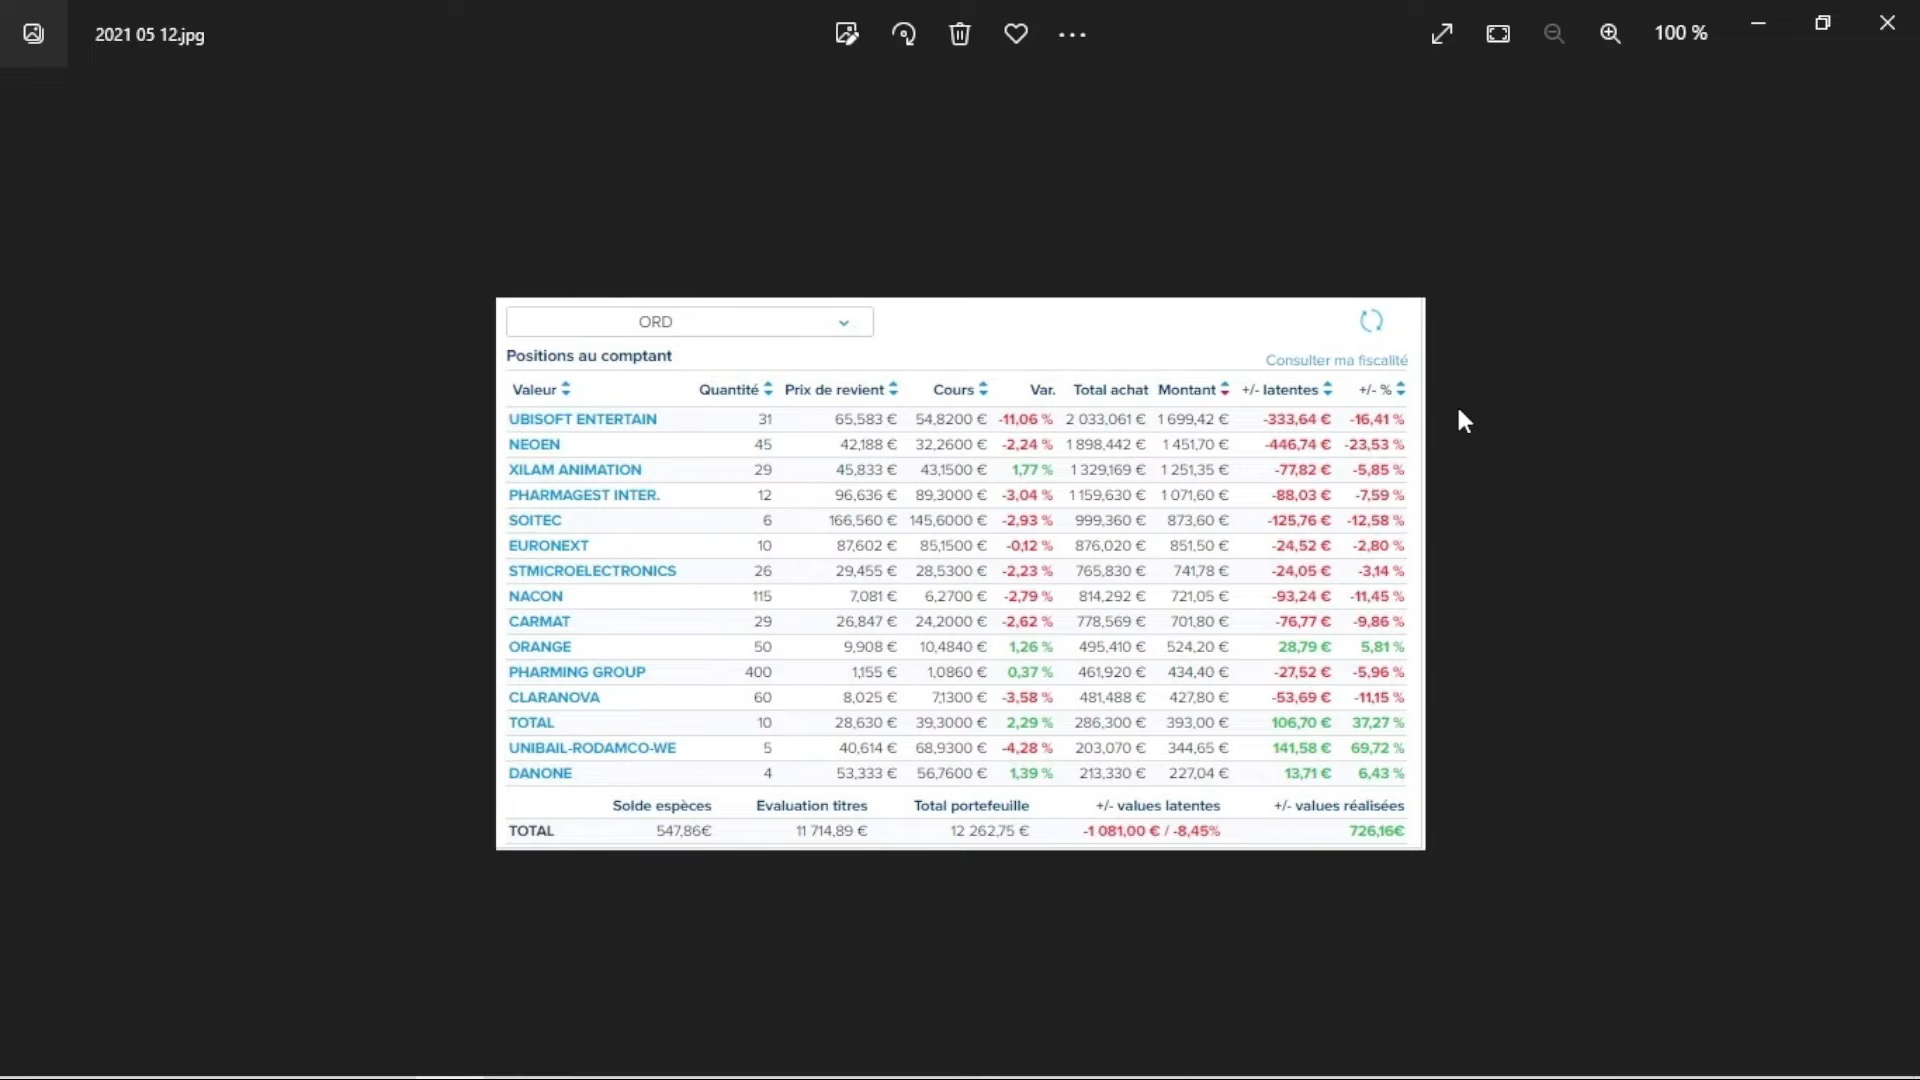 2021 05 12.jpg
100 %
ORD
Positions au comptant
Consulter ma fiscalité
Valeur Quantité Prix de revient Cours Var. Total achat Montant +/- latentes +/- %
UBISOFT ENTERTAIN 31 65,583 € 54,8200 € -11,06 % 2 033,061 € 1 699,42 € -333,64 € -16,41 %
NEOEN 45 42,188 € 32,2600 € -2,24 % 1 898,442 € 1 451,70 € -446,74 € -23,53 %
XILAM ANIMATION 29 45,833 € 43,1500 € 1,77 % 1 329,169 € 1 251,35 € -77,82 € -5,85 %
PHARMAGEST INTER. 12 96,636 € 89,3000 € -3,04 % 1 159,630 € 1 071,60 € -88,03 € -7,59 %
SOITEC 6 166,560 € 145,6000 € -2,93 % 999,360 € 873,60 € -125,76 € -12,58 %
EURONEXT 10 87,602 € 85,1500 € -0,12 % 876,020 € 851,50 € -24,52 € -2,80 %
STMICROELECTRONICS 26 29,455 € 28,5300 € -2,23 % 765,830 € 741,78 € -24,05 € -3,14 %
NACON 115 7,081 € 6,2700 € -2,79 % 814,292 € 721,05 € -93,24 € -11,45 %
CARMAT 29 26,847 € 24,2000 € -2,62 % 778,569 € 701,80 € -76,77 € -9,86 %
ORANGE 50 9,908 € 10,4840 € 1,26 % 495,410 € 524,20 € 28,79 € 5,81 %
PHARMING GROUP 400 1,155 € 1,0860 € 0,37 % 461,920 € 434,40 € -27,52 € -5,96 %
CLARANOVA 60 8,025 € 7,1300 € -3,58 % 481,488 € 427,80 € -53,69 € -11,15 %
TOTAL 10 28,630 € 39,3000 € 2,29 % 286,300 € 393,00 € 106,70 € 37,27 %
UNIBAIL-RODAMCO-WE 5 40,614 € 68,9300 € -4,28 % 203,070 € 344,65 € 141,58 € 69,72 %
DANONE 4 53,333 € 56,7600 € 1,39 % 213,330 € 227,04 € 13,71 € 6,43 %
Solde espèces Evaluation titres Total portefeuille +/- values latentes +/- values réalisées
TOTAL 547,86€ 11 714,89 € 12 262,75 € -1 081,00 € / -8,45% 726,16€